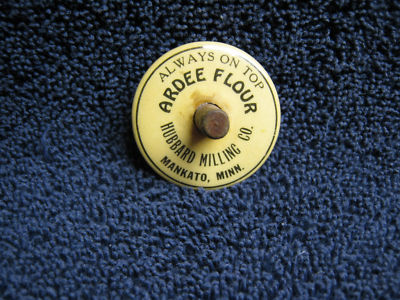 ALWAYS ON TOP
ARDEE FLOUR
HUBBARD MILLING CO.
MANKATO, MINN.